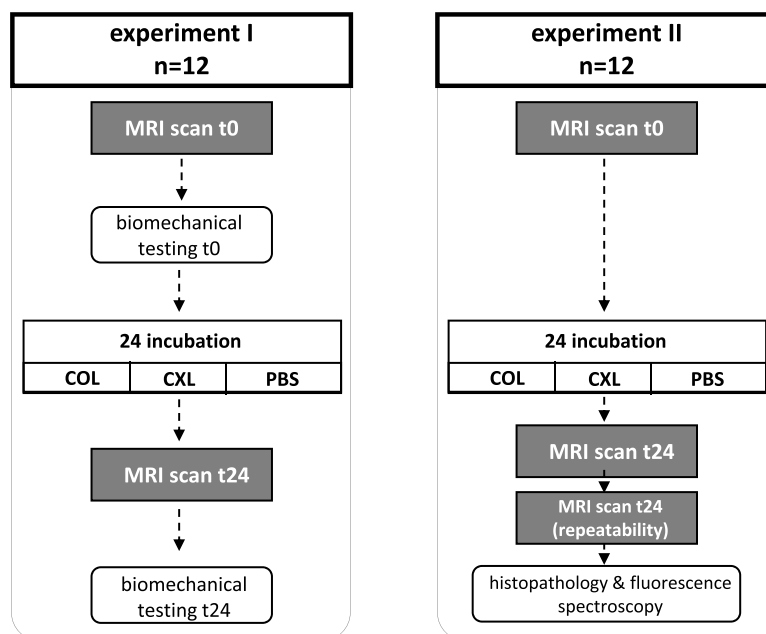 experiment I
n=12
MRI scan t0
biomechanical
testing t0
24 incubation
COL CXL PBS
MRI scan t24
biomechanical
testing t24
experiment II
n=12
MRI scan t0
24 incubation
COL CXL PBS
MRI scan t24
MRI scan t24
(repeatability)
histopathology & fluorescence
spectroscopy